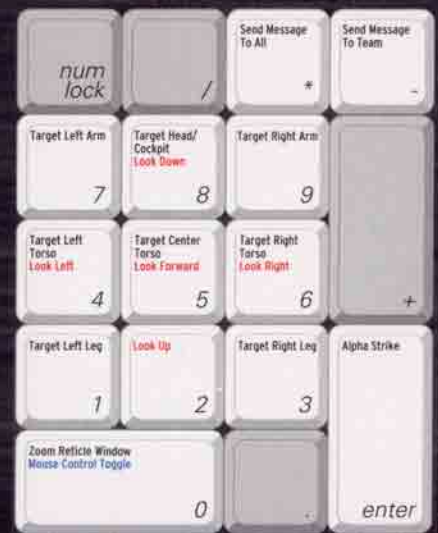 num
lock
/
Send Message
To All
*
Send Message
To Team
-
Target Left Arm
7
Target Head/
Cockpit
Look Down
8
Target Right Arm
9
+
Target Left
Torso
Look Left
4
Target Center
Torso
Look Forward
5
Target Right
Torso
Look Right
6
Target Left Leg
1
Look Up
2
Target Right Leg
3
Alpha Strike
enter
Zoom Reticle Window
Mouse Control Toggle
0
.